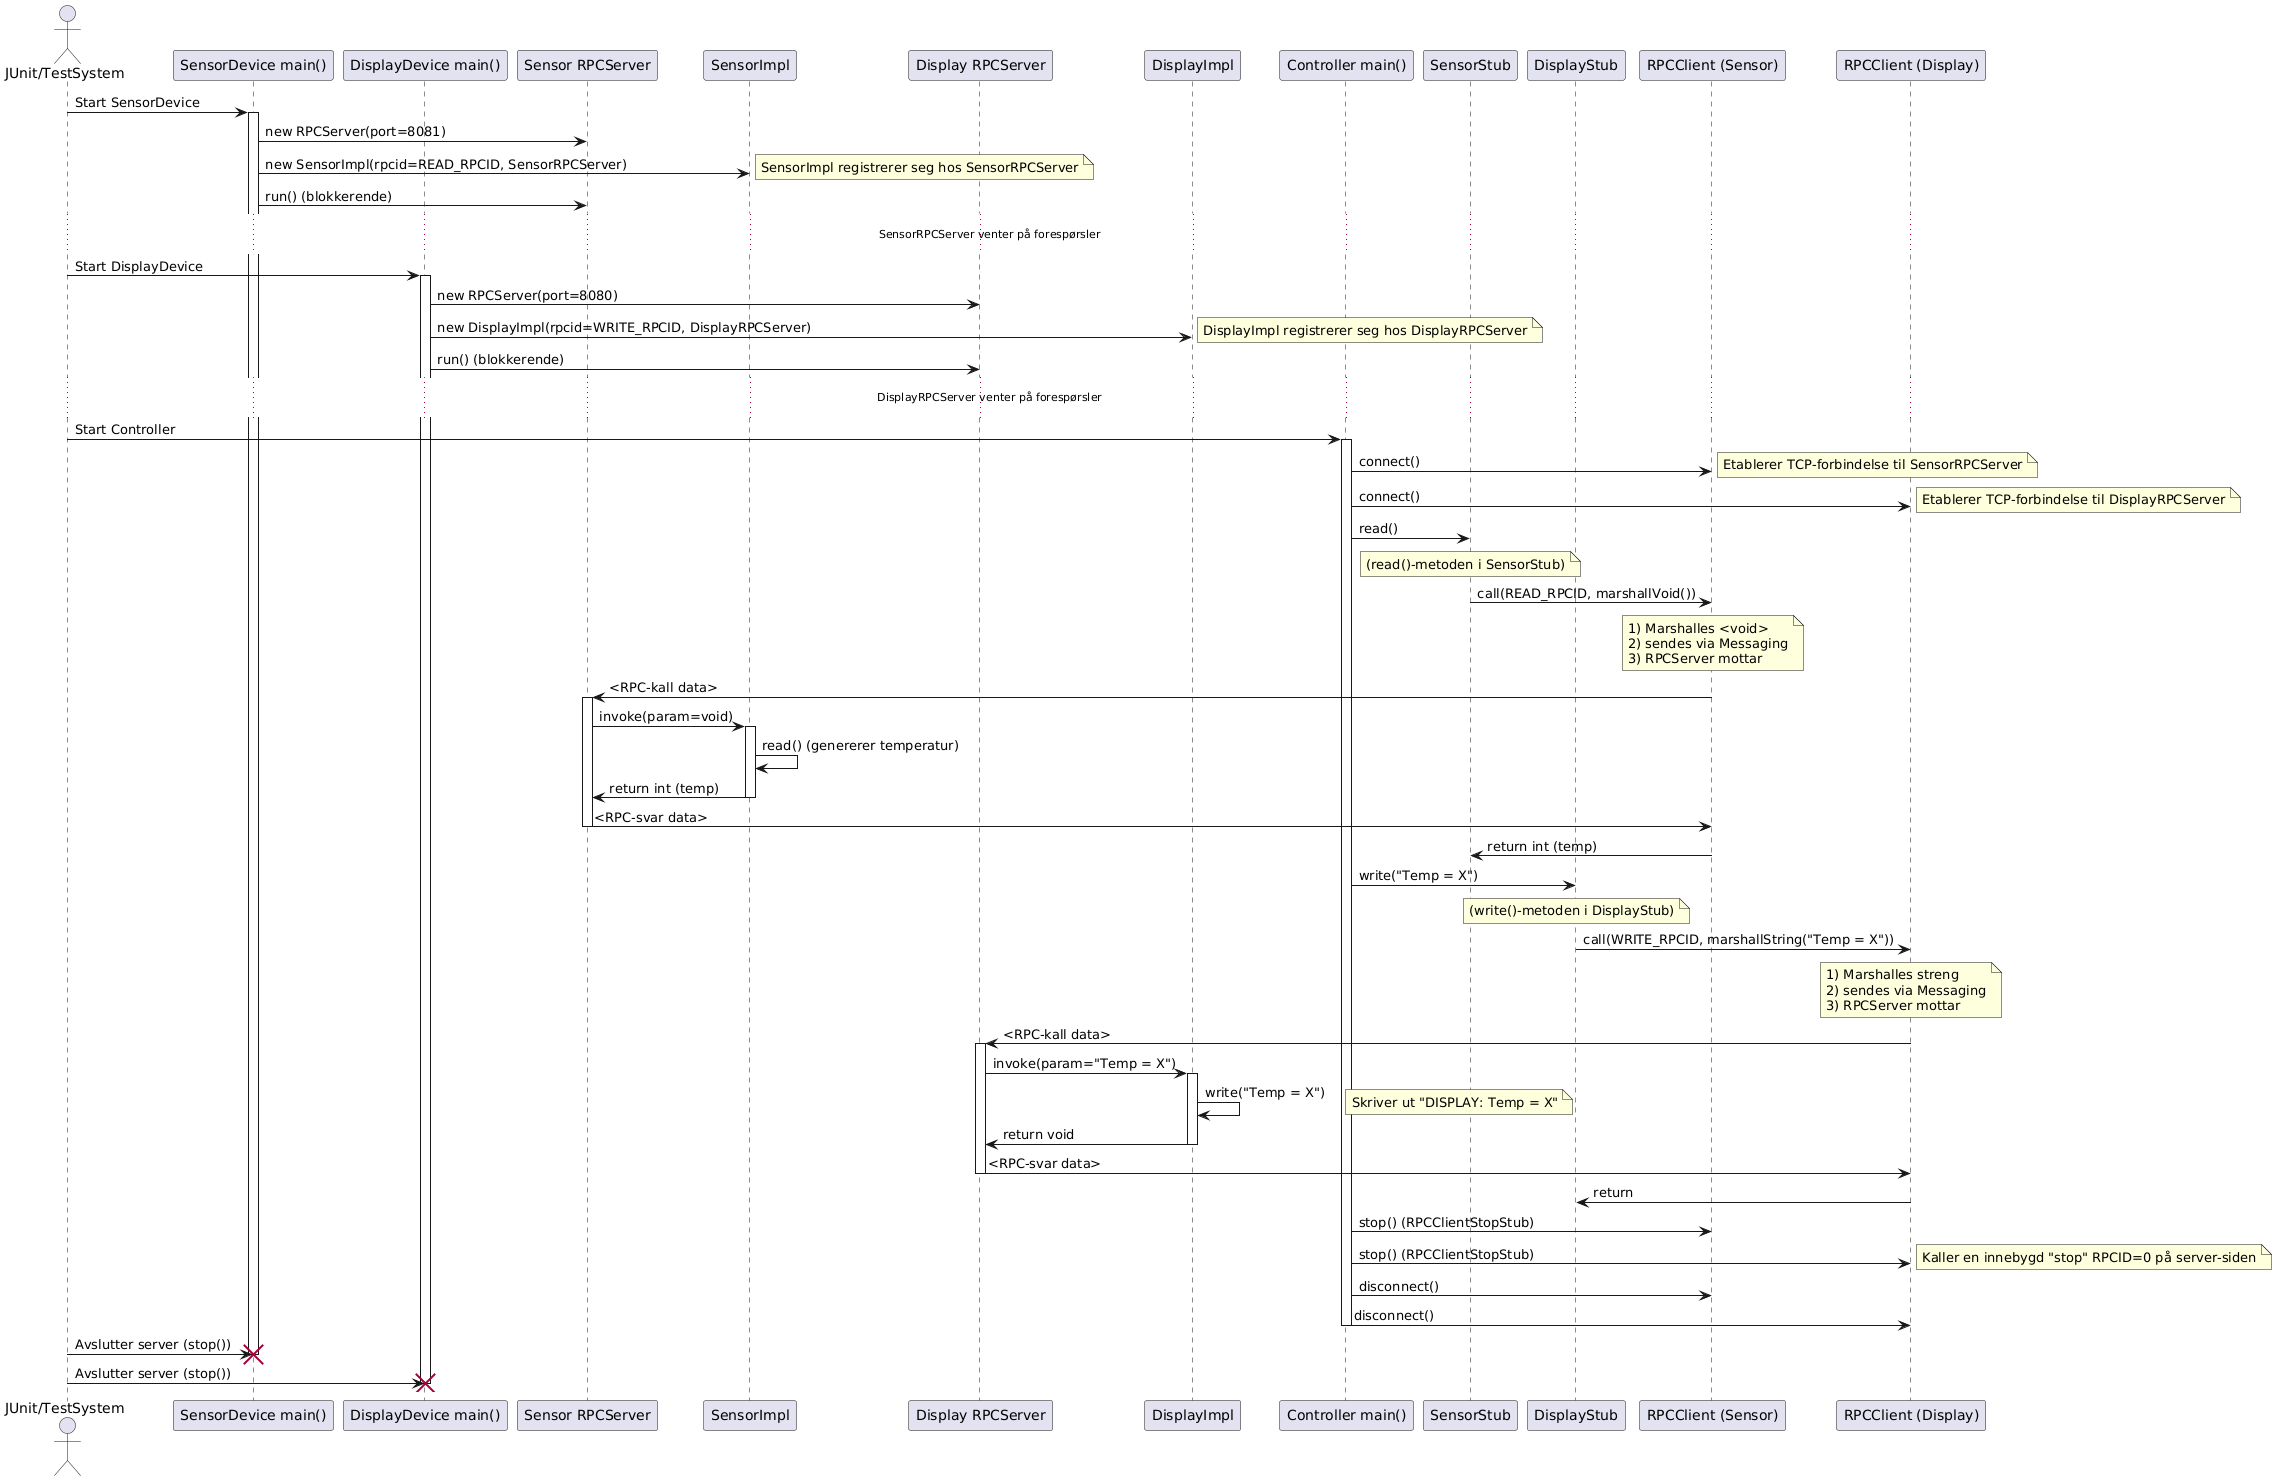 JUnit/TestSystem
SensorDevice main()
DisplayDevice main()
Sensor RPCServer
SensorImpl
Display RPCServer
DisplayImpl
Controller main()
SensorStub
DisplayStub
RPCClient (Sensor)
RPCClient (Display)
Start SensorDevice
new RPCServer(port=8081)
new SensorImpl(rpcid=READ_RPCID, SensorRPCServer)
SensorImpl registrerer seg hos SensorRPCServer
run() (blokkerende)
SensorRPCServer venter på forespørsler
Start DisplayDevice
new RPCServer(port=8080)
new DisplayImpl(rpcid=WRITE_RPCID, DisplayRPCServer)
DisplayImpl registrerer seg hos DisplayRPCServer
run() (blokkerende)
DisplayRPCServer venter på forespørsler
Start Controller
connect()
Etablerer TCP-forbindelse til SensorRPCServer
connect()
Etablerer TCP-forbindelse til DisplayRPCServer
read()
(read()-metoden i SensorStub)
call(READ_RPCID, marshallVoid())
1) Marshalles <void>
2) sendes via Messaging
3) RPCServer mottar
<RPC-kall data>
invoke(param=void)
read() (genererer temperatur)
return int (temp)
<RPC-svar data>
return int (temp)
write("Temp = X")
(write()-metoden i DisplayStub)
call(WRITE_RPCID, marshallString("Temp = X"))
1) Marshalles streng
2) sendes via Messaging
3) RPCServer mottar
<RPC-kall data>
invoke(param="Temp = X")
write("Temp = X")
Skriver ut "DISPLAY: Temp = X"
return void
<RPC-svar data>
return
stop() (RPCClientStopStub)
stop() (RPCClientStopStub)
Kaller en innebygd "stop" RPCID=0 på server-siden
disconnect()
disconnect()
Avslutter server (stop())
Avslutter server (stop())
JUnit/TestSystem
SensorDevice main()
DisplayDevice main()
Sensor RPCServer
SensorImpl
Display RPCServer
DisplayImpl
Controller main()
SensorStub
DisplayStub
RPCClient (Sensor)
RPCClient (Display)